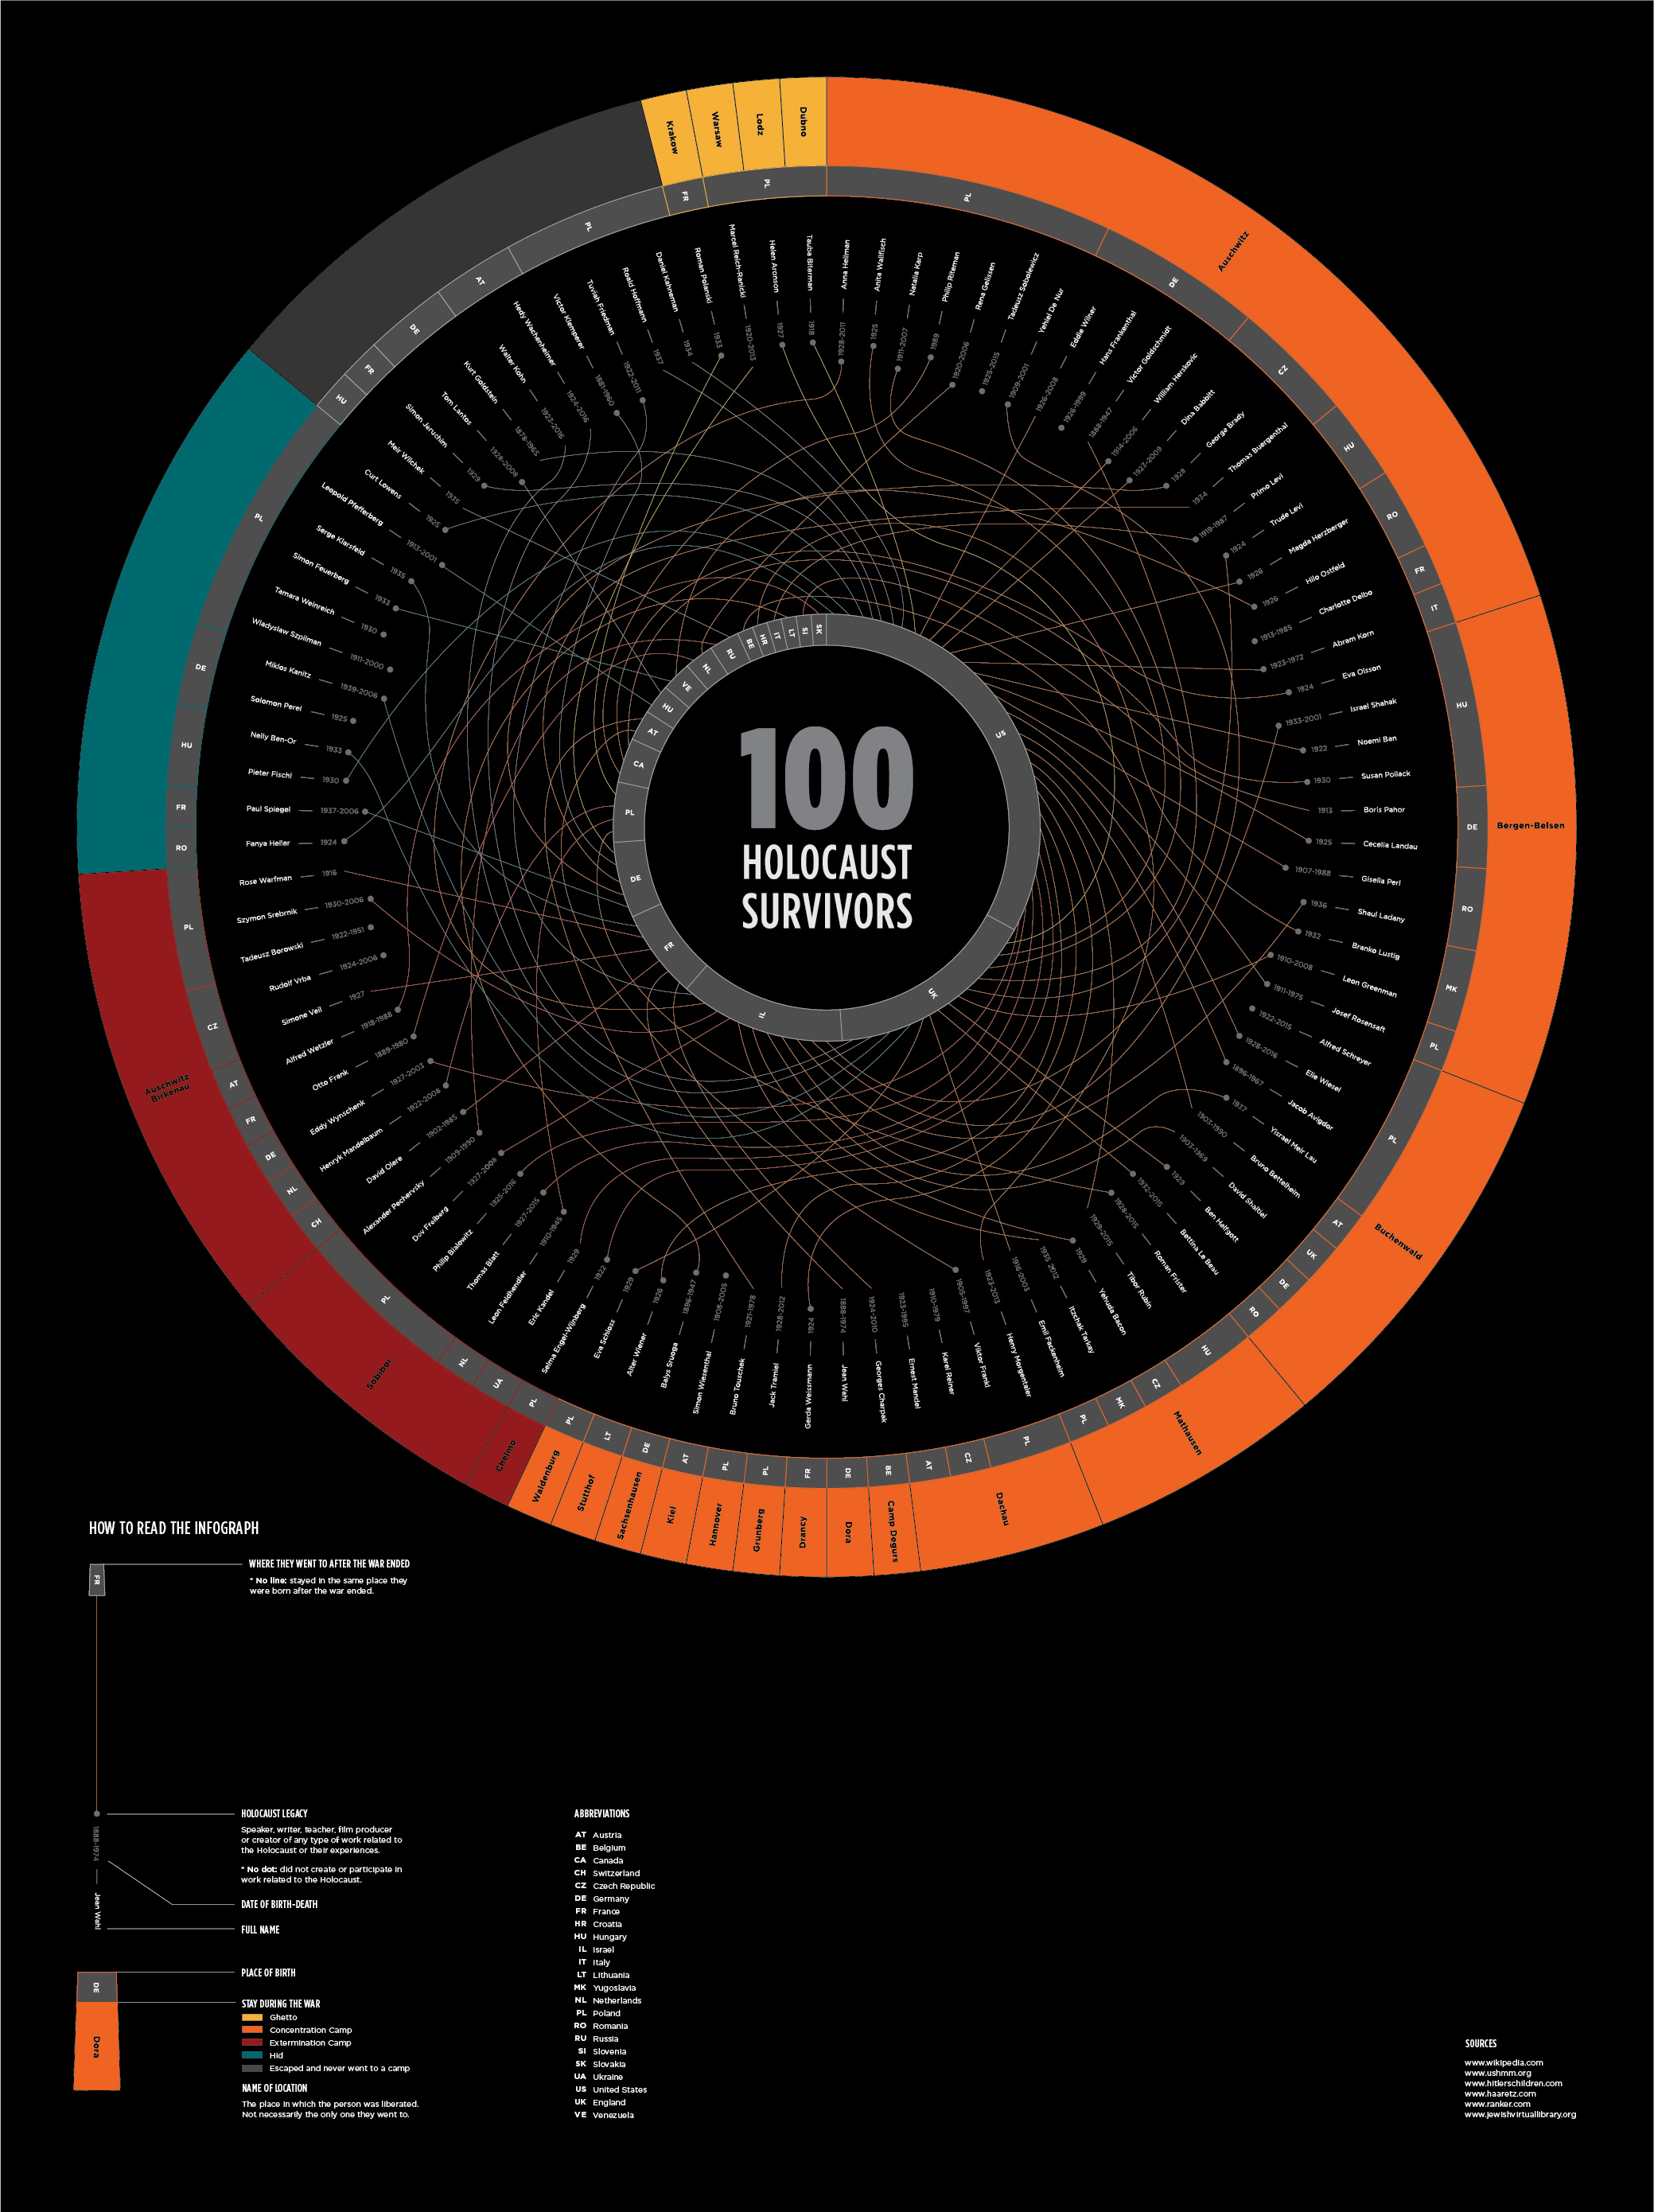 100
HOLOCAUST
SURVIVORS
Krakow
Warsaw
Lodz
Dubno
Auschwitz
Bergen-Belsen
Buchenwald
Mathausen
Dachau
Camp Degurs
Dora
Drancy
Grunberg
Hannover
Kiel
Sachsenhausen
Stutthof
Waldenburg
Chelmo
Sobibor
Auschwitz
Birkenau
FR
PL
PL
DE
CZ
HU
RO
FR
IT
HU
DE
RO
MK
PL
PL
AT
UK
DE
RO
HU
CZ
MK
PL
PL
CZ
AT
BE
DE
FR
PL
PL
AT
DE
LT
PL
PL
UA
NL
PL
CH
NL
DE
FR
AT
CZ
PL
RO
FR
HU
DE
PL
HU
FR
DE
AT
PL
US
UK
IL
FR
DE
PL
CA
AT
HU
VE
NL
RU
BE
HR
IT
LT
SI
SK
Anna Heilman 1928-2011
Anita Wallfisch 1925
Natalia Karp 1911-2007
Philip Riteman 1989
Rena Gelissen 1920-2006
Tadeusz Sobolewicz 1925-2015
Yehiel De Nur 1909-2001
Eddie Wilner 1926-2008
Hans Frankenthal 1926-1999
Victor Goldschmidt 1888-1947
William Herskovic 1914-2006
Dina Babbitt 1923-2009
George Brady 1928
Thomas Buergenthal 1934
Primo Levi 1919-1987
Trude Levi 1924
Magda Herzberger 1926
Hilo Ostfeld 1926
Charlotte Delbo 1913-1985
Abram Korn 1923-1972
Eva Olsson 1924
Israel Shahak 1933-2001
Noemi Ban 1922
Susan Pollack 1930
Boris Pahor 1913
Cecelia Landau 1925
Gisella Perl 1907-1988
Shaul Ladany 1936
Branko Lustig 1932
Leon Greenman 1910-2008
Josef Rosensaft 1911-1975
Alfred Schreyer 1922-2015
Elie Wiesel 1928-2016
Jacob Avigdor 1896-1967
Yisrael Meir Lau 1937
Bruno Bettelheim 1903-1990
David Shaltiel 1903-1969
Ben Helfgott 1929
Bettina Le Beau 1932-2015
Roman Frister 1928-2015
Tibor Rubin 1929-2015
Yehuda Bacon 1929
Itzchak Tarkay 1935-2012
Emil Fackenheim 1916-2003
Henry Morgentaler 1923-2013
Viktor Frankl 1905-1997
Karel Reiner 1910-1979
Ernest Mandel 1923-1995
Georges Charpak 1924-2010
Jean Wahl 1888-1974
Gerda Weissmann 1924
Jack Tramiel 1928-2012
Bruno Touschek 1921-1978
Simon Wiesenthal 1908-2005
Balys Sruoga 1896-1947
Alter Wiener 1926
Eva Schloss 1929
Selma Engel-Wijnberg 1922
Eric Kandel 1929
Leon Feldhendler 1910-1945
Thomas Blatt 1927-2015
Philip Bialowitz 1925-2016
Dov Freiberg 1927-2008
Alexander Pechervsky 1909-1990
David Olere 1902-1985
Henryk Mandelbaum 1922-2008
Eddy Wynschenk 1927-2003
Otto Frank 1889-1980
Alfred Wetzler 1918-1988
Simone Veil 1927
Rudolf Vrba 1924-2006
Tadeusz Borowski 1922-1951
Szymon Srebrnik 1930-2006
Rose Warfman 1916
Fanya Heller 1924
Paul Spiegel 1937-2006
Pieter Fischl 1930
Nelly Ben-Or 1933
Solomon Perel 1925
Miklos Kanitz 1939-2006
Wladyslaw Szpilman 1911-2000
Tamara Weinreich 1930
Simon Feuerberg 1933
Serge Klarsfeld 1935
Leopold Pfefferberg 1913-2001
Curt Lowens 1925
Meir Wilchek 1935
Simon Jeruchim 1929
Tom Lantos 1928-2008
Kurt Goldstein 1878-1965
Walter Kohn 1923-2016
Hedy Wachenheimer 1924-2016
Victor Klemperer 1881-1960
Tuviah Friedman 1922-2011
Roald Hoffmann 1937
Daniel Kahneman 1934
Roman Polanski 1933
Marcel Reich-Ranicki 1920-2013
Helen Aronson 1927
Tauba Biterman 1918
HOW TO READ THE INFOGRAPH
FR
WHERE THEY WENT TO AFTER THE WAR ENDED
* No line: stayed in the same place they
were born after the war ended.
HOLOCAUST LEGACY
Speaker, writer, teacher, film producer
or creator of any type of work related to
the Holocaust or their experiences.
* No dot: did not create or participate in
work related to the Holocaust.
1888-1974
DATE OF BIRTH-DEATH
Jean Wahl
FULL NAME
DE
PLACE OF BIRTH
Dora
STAY DURING THE WAR
Ghetto
Concentration Camp
Extermination Camp
Hid
Escaped and never went to a camp
NAME OF LOCATION
The place in which the person was liberated.
Not necessarily the only one they went to.
ABBREVIATIONS
AT Austria
BE Belgium
CA Canada
CH Switzerland
CZ Czech Republic
DE Germany
FR France
HR Croatia
HU Hungary
IL Israel
IT Italy
LT Lithuania
MK Yugoslavia
NL Netherlands
PL Poland
RO Romania
RU Russia
SI Slovenia
SK Slovakia
UA Ukraine
US United States
UK England
VE Venezuela
SOURCES
www.wikipedia.com
www.ushmm.org
www.hitlerschildren.com
www.haaretz.com
www.ranker.com
www.jewishvirtuallibrary.org